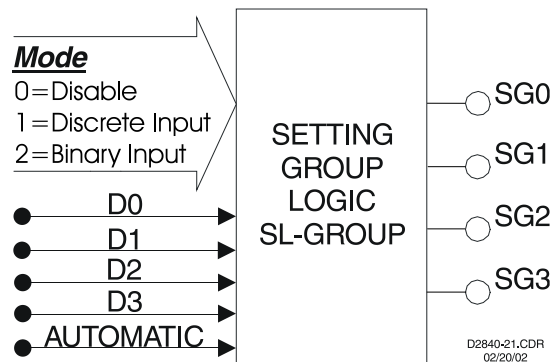 Mode
0=Disable
1=Discrete Input
2=Binary Input
D0
D1
D2
D3
AUTOMATIC
SETTING
GROUP
LOGIC
SL-GROUP
SG0
SG1
SG2
SG3
D2840-21.CDR
02/20/02